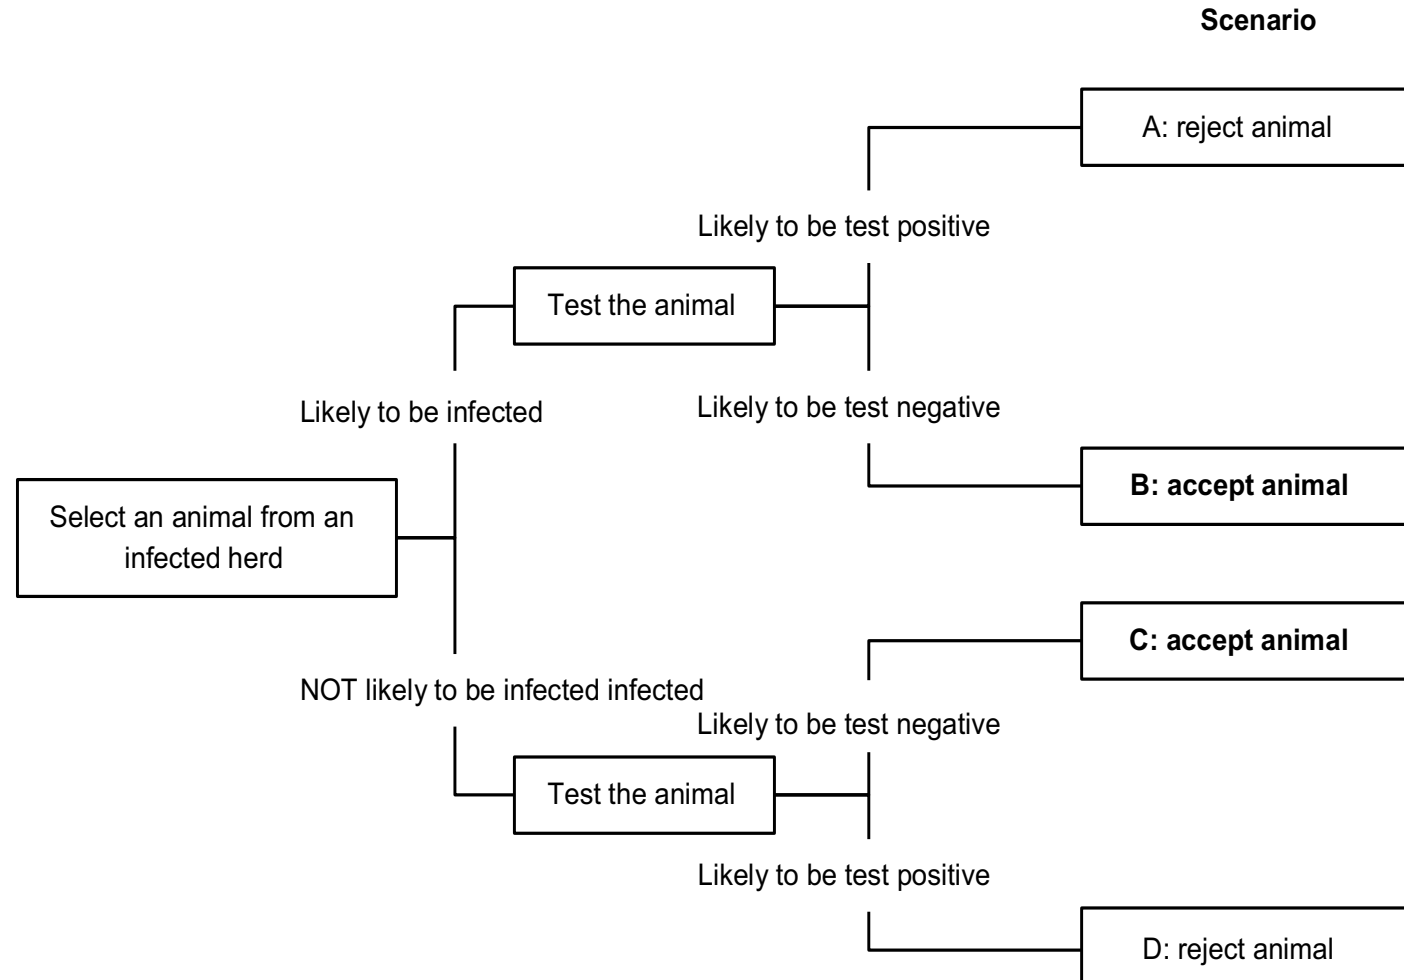 Scenario
A: reject animal
Likely to be test positive
Test the animal
Likely to be infected
Likely to be test negative
B: accept animal
Select an animal from an
infected herd
C: accept animal
NOT likely to be infected infected
Likely to be test negative
Test the animal
Likely to be test positive
D: reject animal